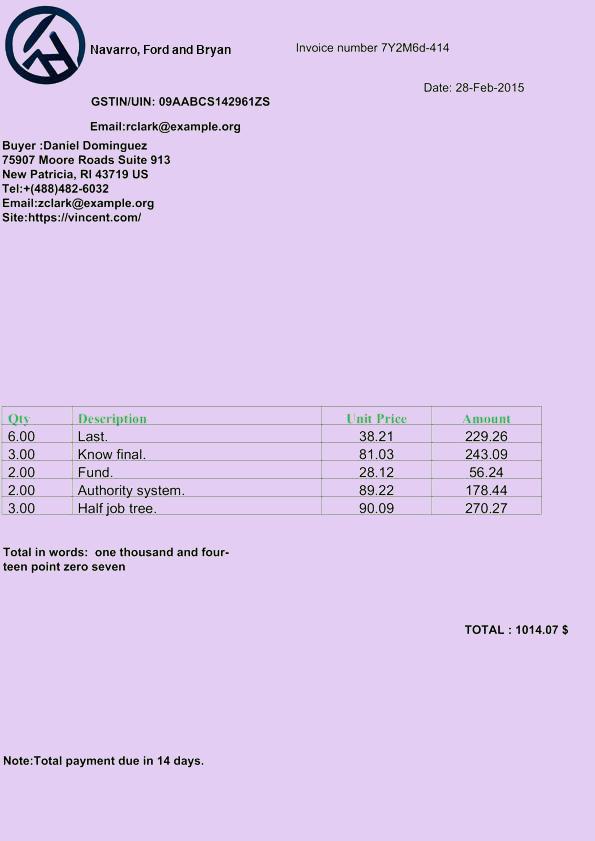 Navarro, Ford and Bryan
Invoice number 7Y2M6d-414
Date: 28-Feb-2015
GSTIN/UIN: 09AABCS142961ZS
Email:rclark@example.org
Buyer :Daniel Dominguez
75907 Moore Roads Suite 913
New Patricia, RI 43719 US
Tel:+(488)482-6032
Email:zclark@example.org
Site:https://vincent.com/
Qty Description Unit Price Amount
6.00 Last. 38.21 229.26
3.00 Know final. 81.03 243.09
2.00 Fund. 28.12 56.24
2.00 Authority system. 89.22 178.44
3.00 Half job tree. 90.09 270.27
Total in words:  one thousand and four-
teen point zero seven
TOTAL : 1014.07 $
Note:Total payment due in 14 days.